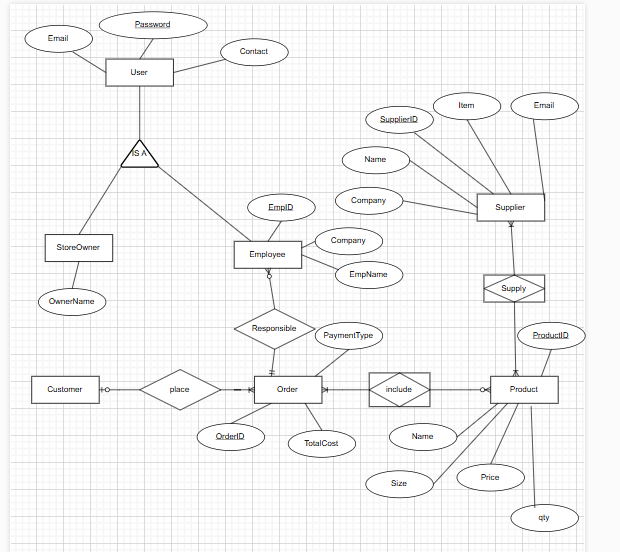 Password
Email
Contact
User
Item
Email
SupplierID
IS A
Name
Company
EmpID
Supplier
Company
StoreOwner
Employee
EmpName
Supply
OwnerName
Responsible
PaymentType
ProductID
Customer
place
Order
include
Product
OrderID
TotalCost
Name
Size
Price
qty